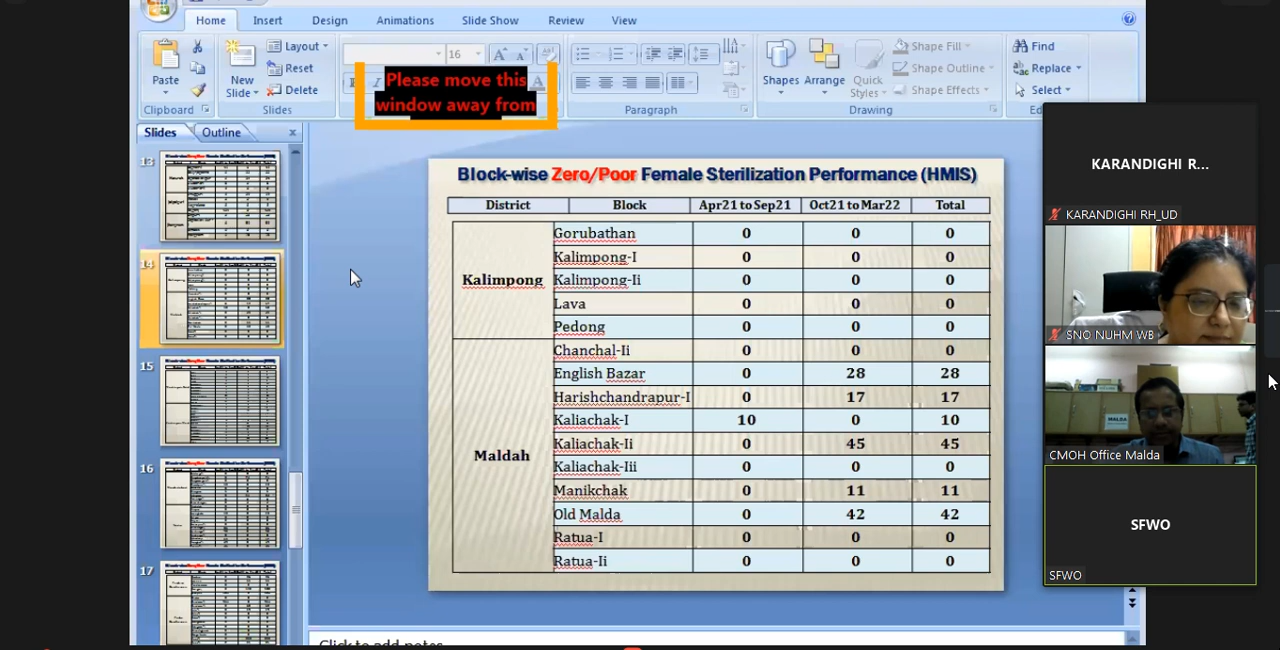 Home Insert Design Animations Slide Show Review View
Paste
Clipboard
New
Slide
Layout
Reset
Delete
Slides
16
Please move this
window away from
Paragraph
Shapes Arrange Quick
Styles
Shape Fill
Shape Outline
Shape Effects
Drawing
Find
Replace
Select
Slides Outline x
13
14
15
16
17
Block-wise Zero/Poor Female Sterilization Performance (HMIS)
District Block Apr21 to Sep21 Oct21 to Mar22 Total
Kalimpong
Gorubathan 0 0 0
Kalimpong-I 0 0 0
Kalimpong-Ii 0 0 0
Lava 0 0 0
Pedong 0 0 0
Maldah
Chanchal-Ii 0 0 0
English Bazar 0 28 28
Harishchandrapur-I 0 17 17
Kaliachak-I 10 0 10
Kaliachak-Ii 0 45 45
Kaliachak-Iii 0 0 0
Manikchak 0 11 11
Old Malda 0 42 42
Ratua-I 0 0 0
Ratua-Ii 0 0 0
Click to add notes
KARANDIGHI R...
KARANDIGHI RH_UD
SNO NUHM WB
MALDA
CMOH Office Malda
SFWO
SFWO